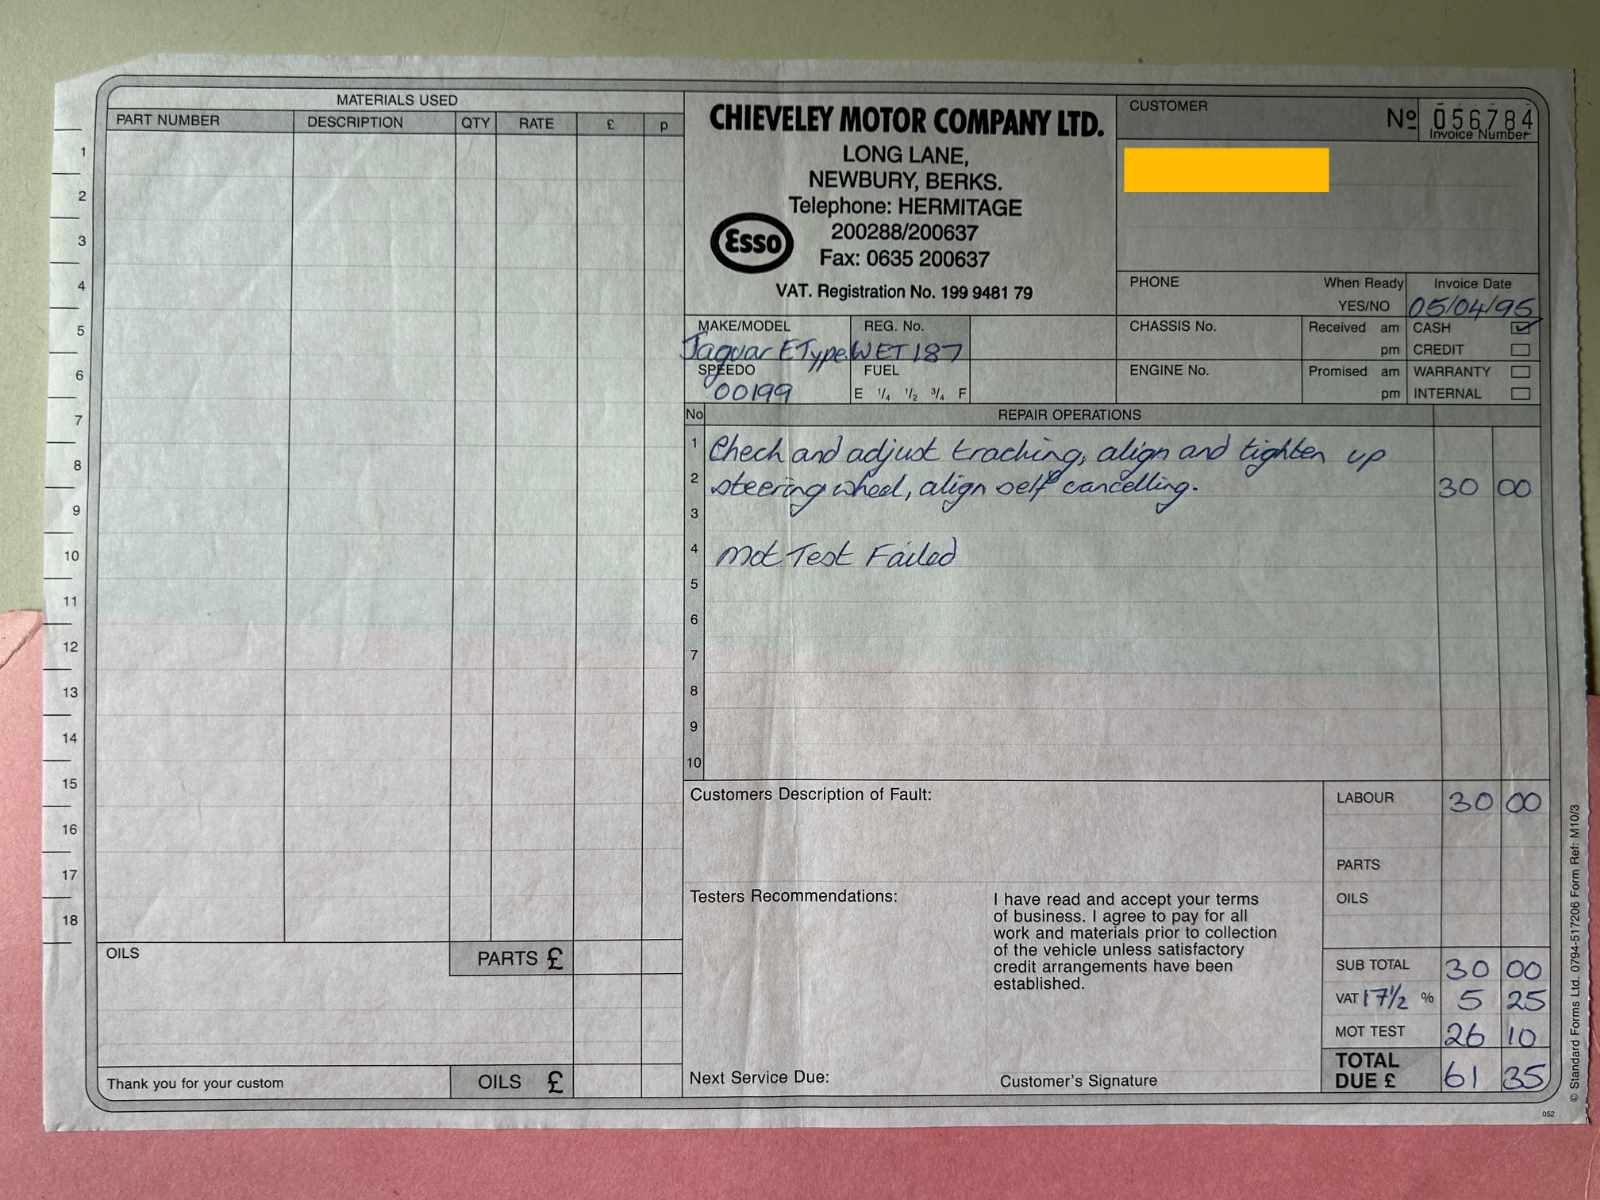 MATERIALS USED
PART NUMBER DESCRIPTION QTY RATE £ p
1
2
3
4
5
6
7
8
9
10
11
12
13
14
15
16
17
18
OILS
PARTS £
Thank you for your custom
OILS £
CHIEVELEY MOTOR COMPANY LTD.
LONG LANE,
NEWBURY, BERKS.
Telephone: HERMITAGE
200288/200637
Fax: 0635 200637
Esso
VAT. Registration No. 199 9481 79
CUSTOMER
Nº 056784
Invoice Number
PHONE
When Ready
YES/NO
Invoice Date
05/04/95
MAKE/MODEL
Jaguar E Type
REG. No.
WET 187
SPEEDO
00199
FUEL
E 1/4 1/2 3/4 F
CHASSIS No.
ENGINE No.
Received am
pm
Promised am
pm
CASH ✓
CREDIT
WARRANTY
INTERNAL
No REPAIR OPERATIONS
1 Check and adjust tracking, align and tighten up
2 steering wheel, align self cancelling. 30 00
3
4 Mot Test Failed
5
6
7
8
9
10
Customers Description of Fault:
Testers Recommendations:
I have read and accept your terms
of business. I agree to pay for all
work and materials prior to collection
of the vehicle unless satisfactory
credit arrangements have been
established.
Next Service Due:
Customer's Signature
LABOUR 30 00
PARTS
OILS
SUB TOTAL 30 00
VAT 17½ % 5 25
MOT TEST 26 10
TOTAL
DUE £ 61 35
© Standard Forms Ltd. 0794-517206 Form Ref: M10/3
052